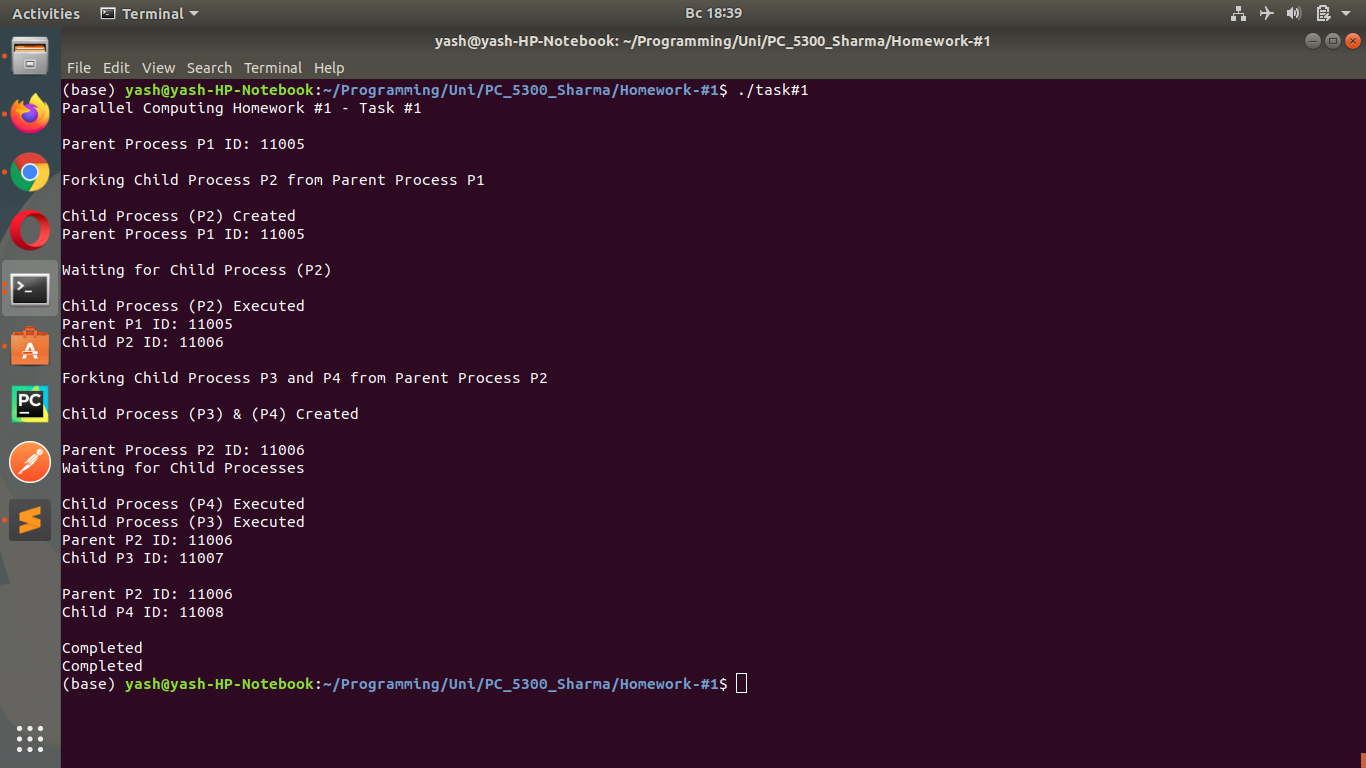 Activities Terminal Вс 18:39
yash@yash-HP-Notebook: ~/Programming/Uni/PC_5300_Sharma/Homework-#1
File Edit View Search Terminal Help
(base) yash@yash-HP-Notebook:~/Programming/Uni/PC_5300_Sharma/Homework-#1$ ./task#1
Parallel Computing Homework #1 - Task #1
Parent Process P1 ID: 11005
Forking Child Process P2 from Parent Process P1
Child Process (P2) Created
Parent Process P1 ID: 11005
Waiting for Child Process (P2)
Child Process (P2) Executed
Parent P1 ID: 11005
Child P2 ID: 11006
Forking Child Process P3 and P4 from Parent Process P2
Child Process (P3) & (P4) Created
Parent Process P2 ID: 11006
Waiting for Child Processes
Child Process (P4) Executed
Child Process (P3) Executed
Parent P2 ID: 11006
Child P3 ID: 11007
Parent P2 ID: 11006
Child P4 ID: 11008
Completed
Completed
(base) yash@yash-HP-Notebook:~/Programming/Uni/PC_5300_Sharma/Homework-#1$
PC